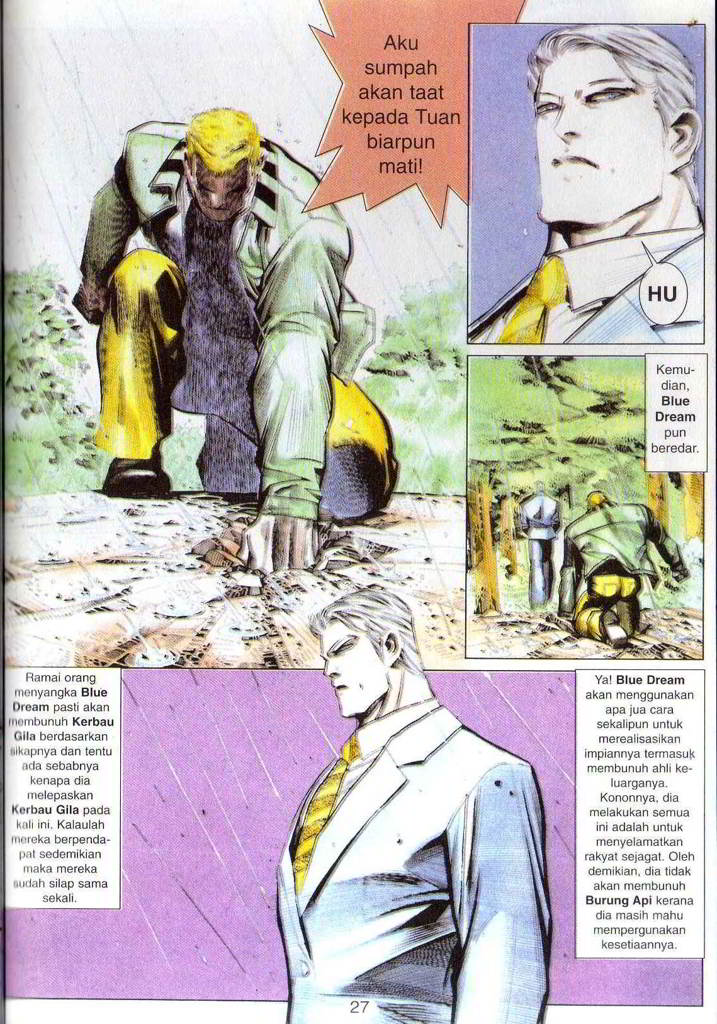 Aku
sumpah
akan taat
kepada Tuan
biarpun
mati!
HU
Kemu-
dian,
Blue
Dream
pun
beredar.
Ramai orang
menyangka Blue
Dream pasti akan
membunuh Kerbau
Gila berdasarkan
sikapnya dan tentu
ada sebabnya
kenapa dia
melepaskan
Kerbau Gila pada
kali ini. Kalaulah
mereka berpenda-
pat sedemikian
maka mereka
sudah silap sama
sekali.
Ya! Blue Dream
akan menggunakan
apa jua cara
sekalipun untuk
merealisasikan
impiannya termasuk
membunuh ahli ke-
luarganya.
Kononnya, dia
melakukan semua
ini adalah untuk
menyelamatkan
rakyat sejagat. Oleh
demikian, dia tidak
akan membunuh
Burung Api kerana
dia masih mahu
mempergunakan
kesetiaannya.
27